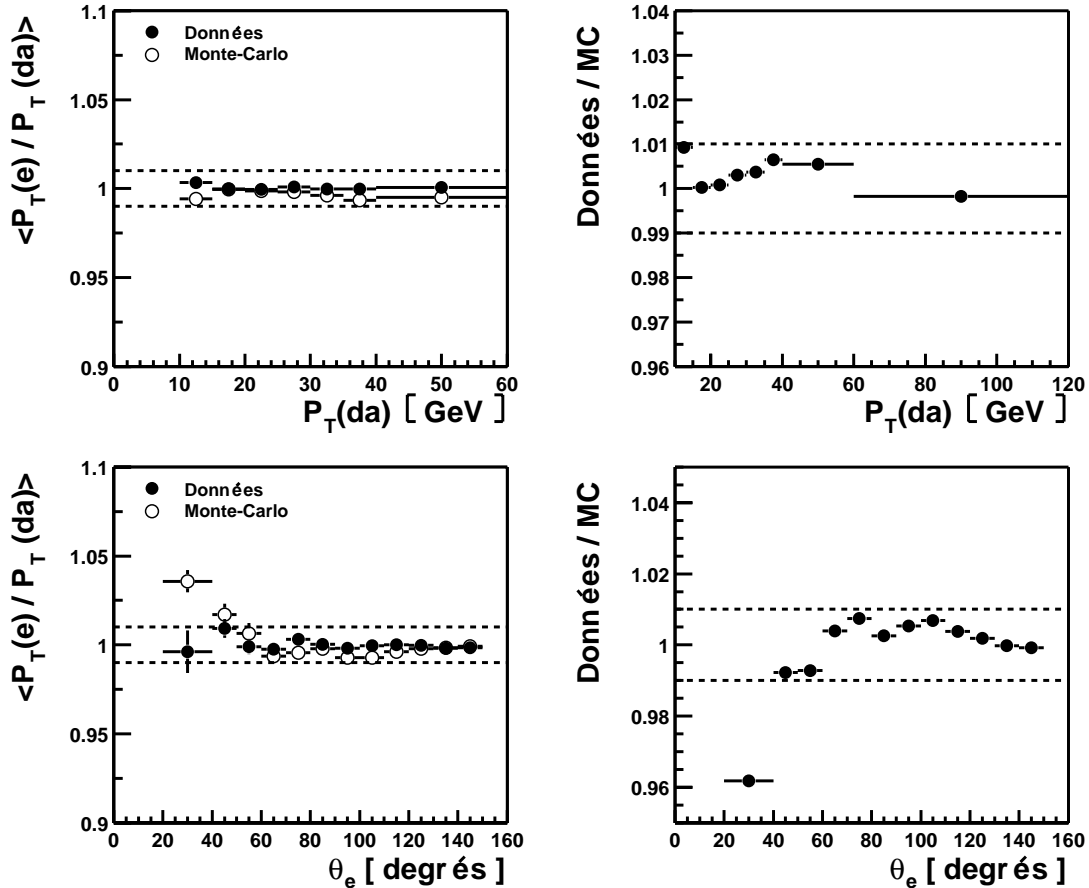 <P_T(e) / P_T (da)>
1.1
1.05
1
0.95
0.9
Données
Monte-Carlo
0 10 20 30 40 50 60
P_T(da) [ GeV ]
Données / MC
1.04
1.03
1.02
1.01
1
0.99
0.98
0.97
0.96
20 40 60 80 100 120
P_T(da) [ GeV ]
<P_T(e) / P_T (da)>
1.1
1.05
1
0.95
0.9
Données
Monte-Carlo
0 20 40 60 80 100 120 140 160
θ_e [ degrés ]
Données / MC
1.04
1.02
1
0.98
0.96
0 20 40 60 80 100 120 140 160
θ_e [ degrés ]